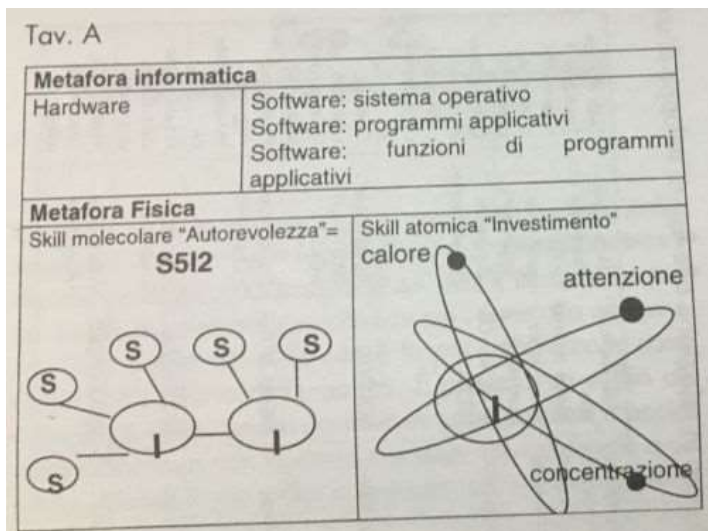 Tav. A
Metafora informatica
Hardware
Software: sistema operativo
Software: programmi applicativi
Software: funzioni di programmi
applicativi
Metafora Fisica
Skill molecolare "Autorevolezza"=
S5I2
S
S
S
S
S
I
I
Skill atomica "Investimento"
calore
attenzione
I
concentrazione